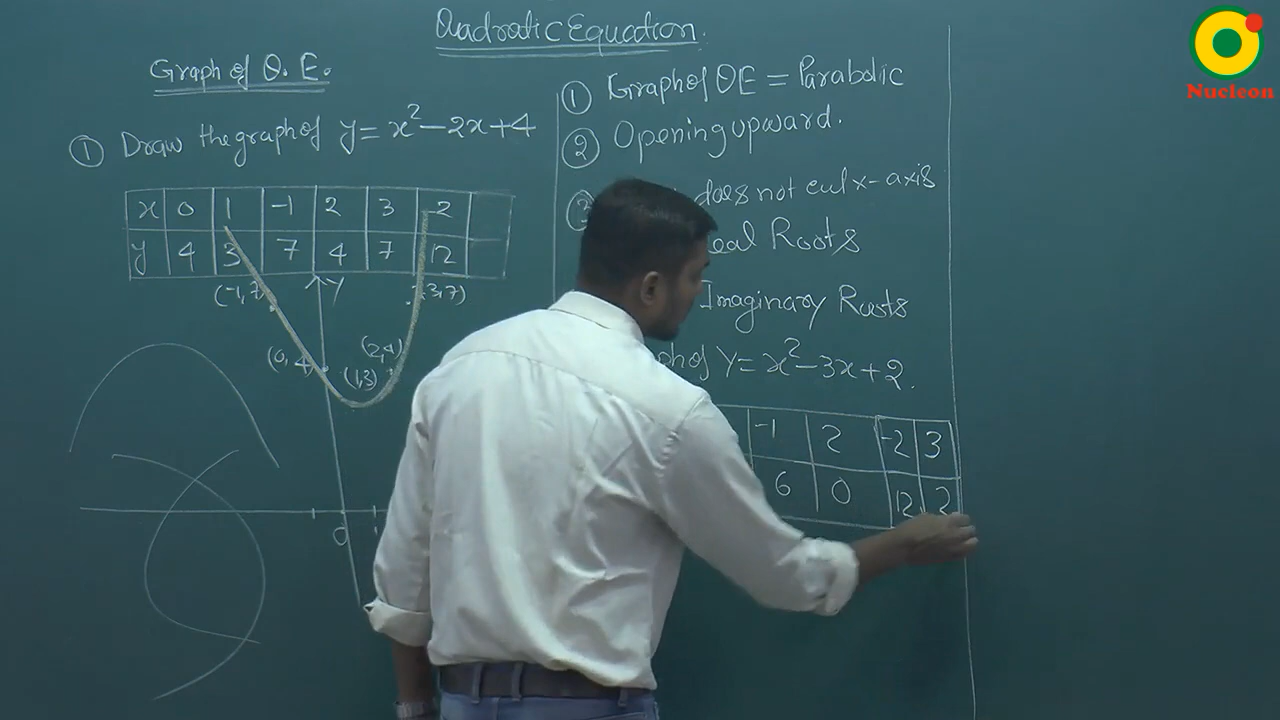 Quadratic Equation.
Graph of Q. E.
① Draw the graph of y = x² − 2x + 4
x 0 1 −1 2 3 −2
y 4 3 7 4 7 12
(−1, 7) Y (3, 7)
(0, 4) (1,3) (2,4)
0
① Graph of QE = Parabolic
② Opening upward.
③ does not cut x-axis
Roots
Imaginary Roots
of Y = x² − 3x + 2.
−1 2 −2 3
6 0 12 2
Nucleon